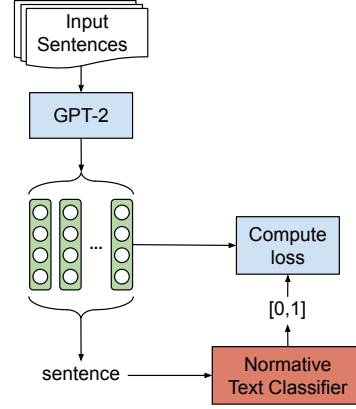 Input
Sentences
GPT-2
...
Compute
loss
[0,1]
sentence
Normative
Text Classifier